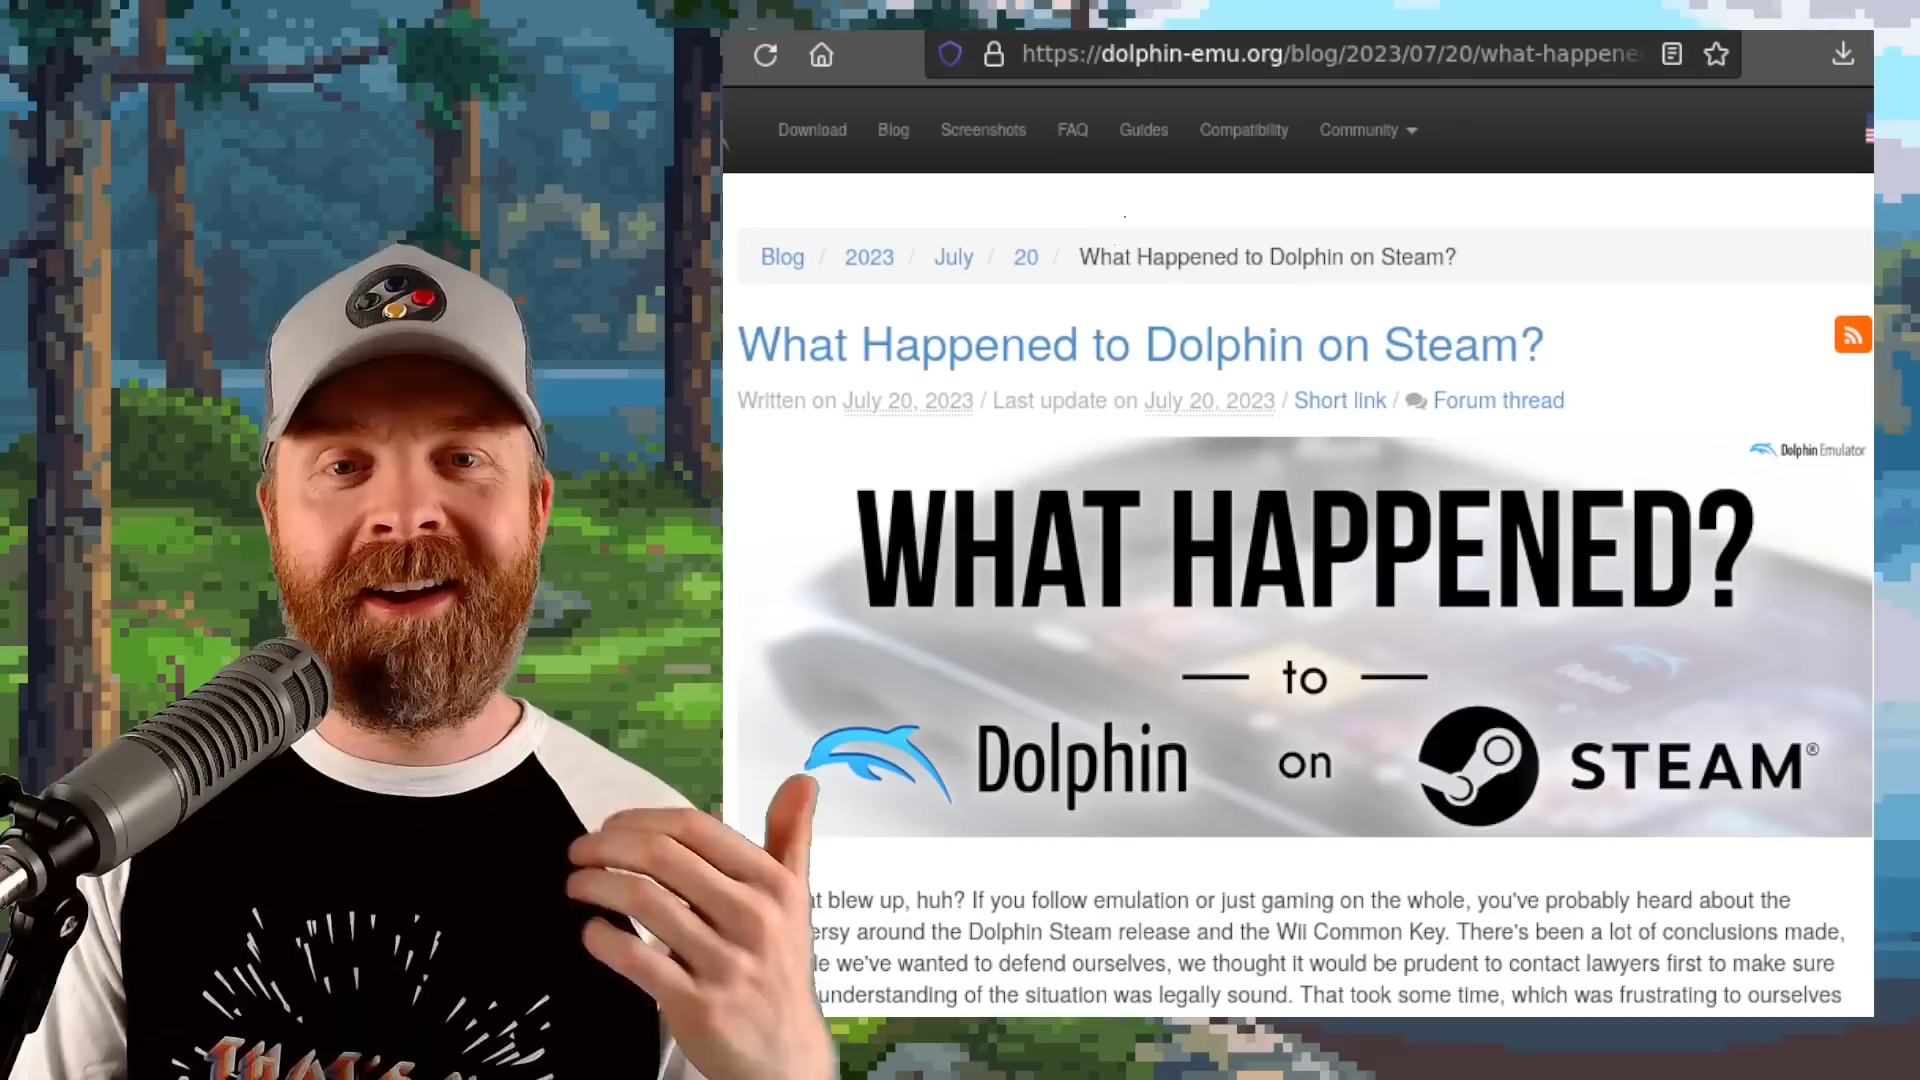 https://dolphin-emu.org/blog/2023/07/20/what-happene
Download Blog Screenshots FAQ Guides Compatibility Community
Blog / 2023 / July / 20 / What Happened to Dolphin on Steam?
What Happened to Dolphin on Steam?
Written on July 20, 2023 / Last update on July 20, 2023 / Short link / Forum thread
Dolphin Emulator
WHAT HAPPENED?
to
Dolphin on STEAM®
blew up, huh? If you follow emulation or just gaming on the whole, you've probably heard about the
around the Dolphin Steam release and the Wii Common Key. There's been a lot of conclusions made,
we've wanted to defend ourselves, we thought it would be prudent to contact lawyers first to make sure
understanding of the situation was legally sound. That took some time, which was frustrating to ourselves
THAT'S